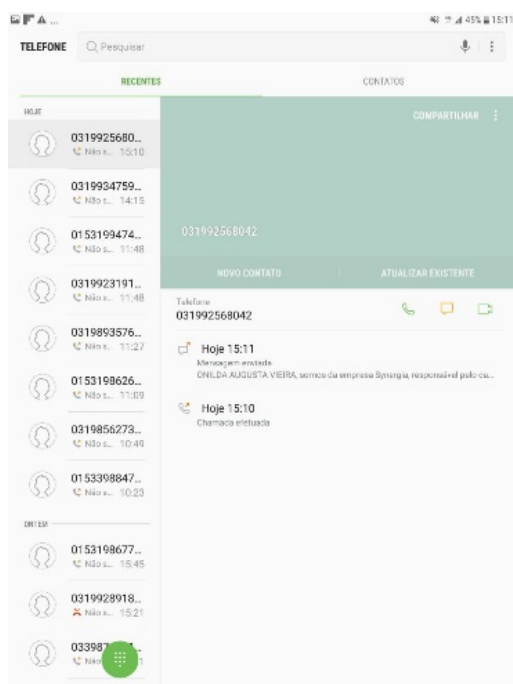 45% 15:11
TELEFONE
Pesquisar
RECENTES
CONTATOS
HOJE
COMPARTILHAR
0319925680...
Não s... 15:10
0319934759...
Não s... 14:15
0153199474...
Não s... 11:48
031992568042
0319923191...
Não s... 11:48
NOVO CONTATO
ATUALIZAR EXISTENTE
Telefone
031992568042
0319893576...
Não s... 11:27
Hoje 15:11
Mensagem enviada
ONILDA AUGUSTA VIEIRA, somos da empresa Synergia, responsável pelo ca...
0153198626...
Não s... 11:09
Hoje 15:10
Chamada efetuada
0319856273...
Não s... 10:49
0153398847...
Não s... 10:23
ONTEM
0153198677...
Não s... 15:45
0319928918...
Não s... 15:21
03398
Não